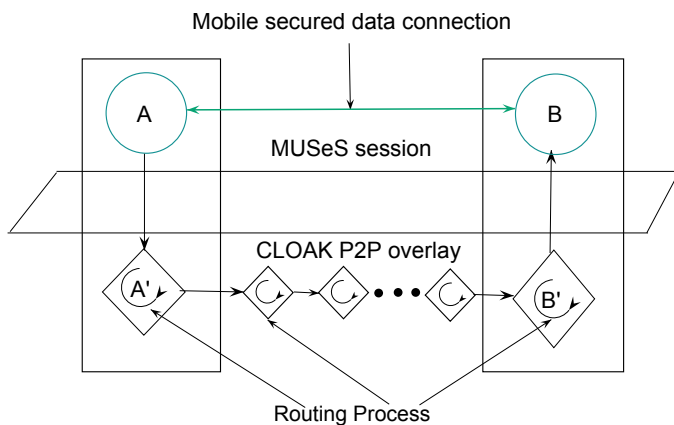 Mobile secured data connection
A
B
MUSeS session
CLOAK P2P overlay
A'
B'
Routing Process